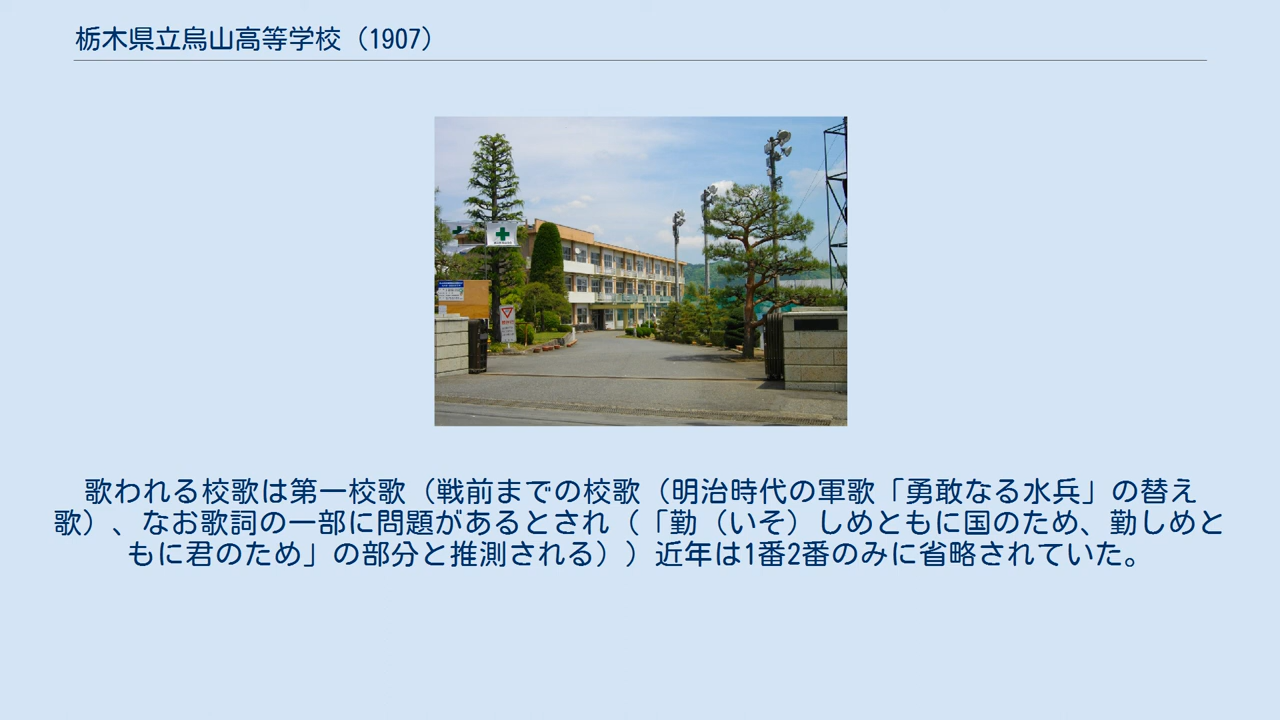 栃木県立烏山高等学校（1907）
歌われる校歌は第一校歌（戦前までの校歌（明治時代の軍歌「勇敢なる水兵」の替え
歌）、なお歌詞の一部に問題があるとされ（「勤（いそ）しめともに国のため、勤しめと
もに君のため」の部分と推測される））近年は1番2番のみに省略されていた。